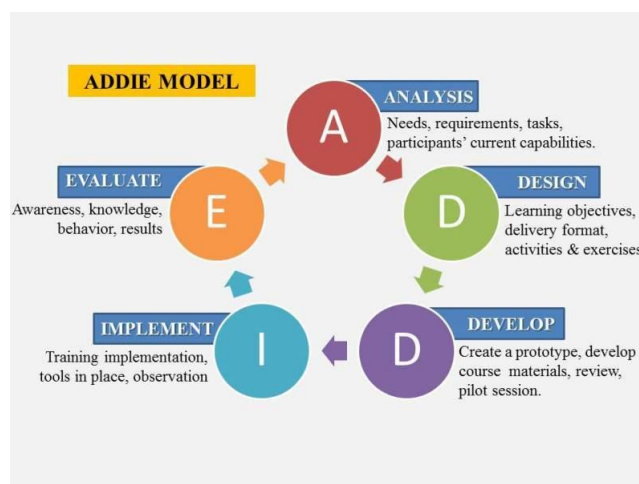 ADDIE MODEL
A
ANALYSIS
Needs, requirements, tasks,
participants' current capabilities.
D
DESIGN
Learning objectives,
delivery format,
activities & exercises
D
DEVELOP
Create a prototype, develop
course materials, review,
pilot session.
I
IMPLEMENT
Training implementation,
tools in place, observation
E
EVALUATE
Awareness, knowledge,
behavior, results